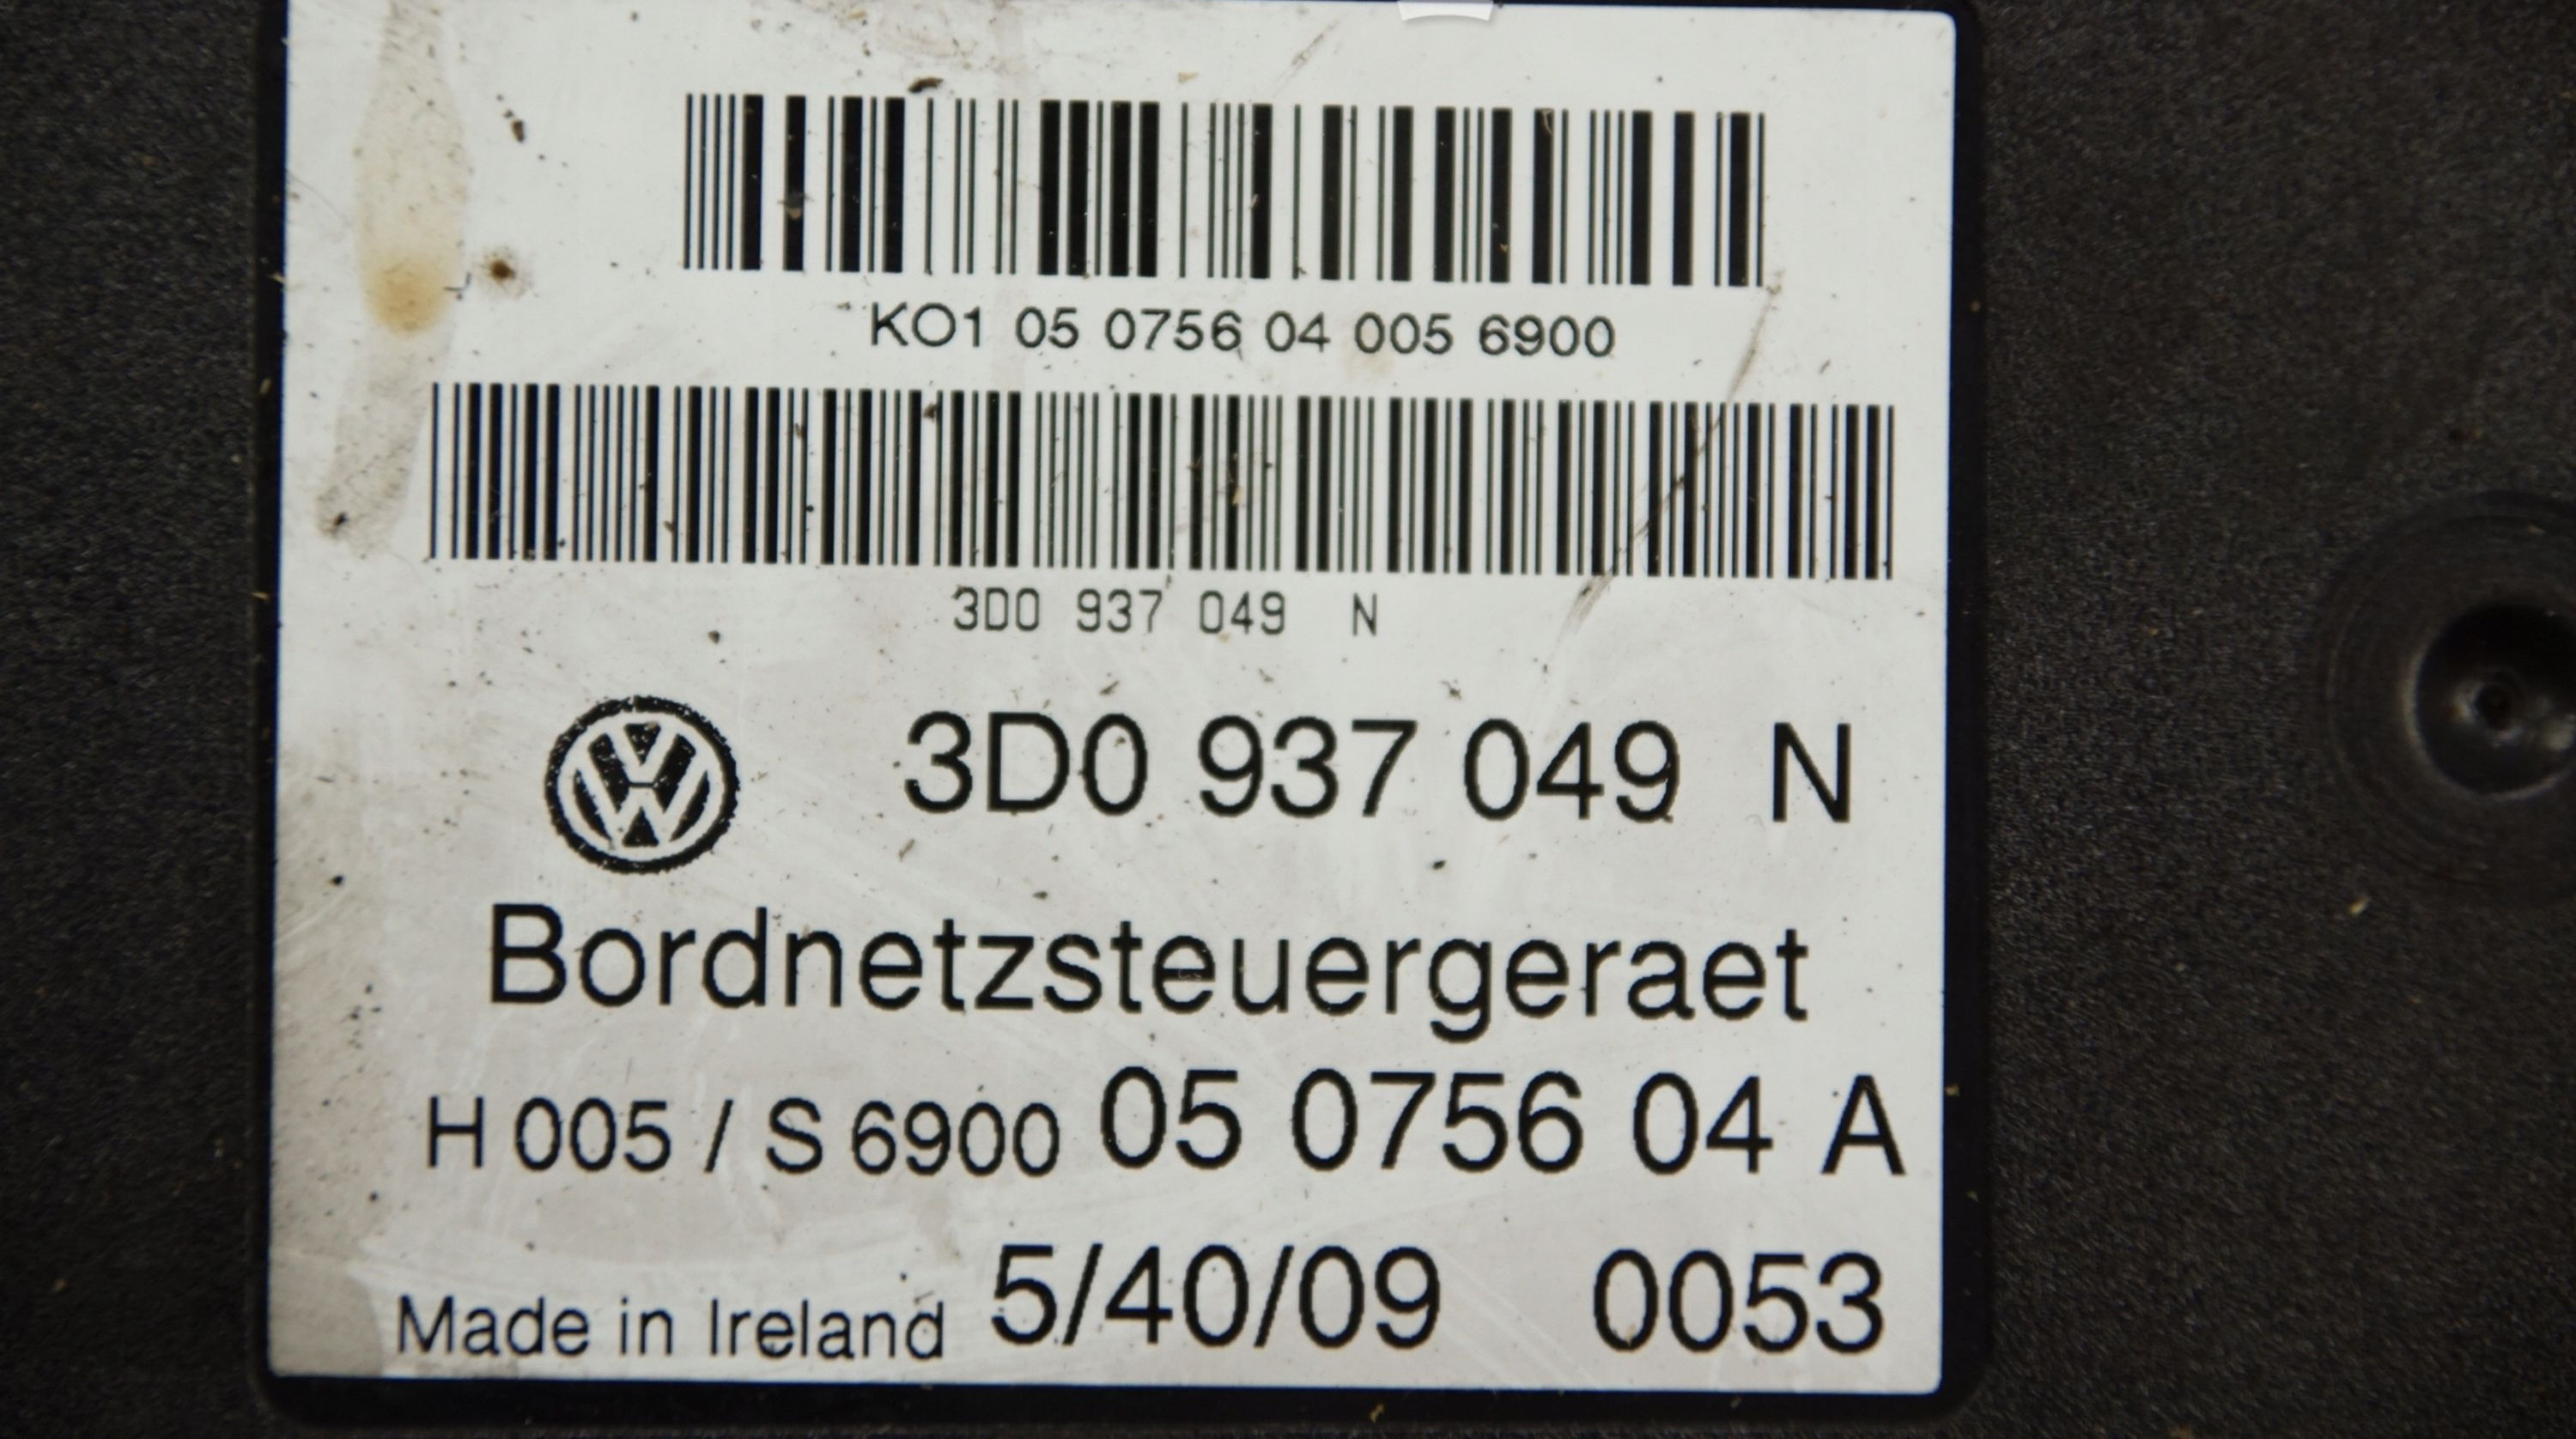 KO1 05 0756 04 005 6900
3D0 937 049 N
3D0 937 049 N
Bordnetzsteuergeraet
H 005 / S 6900 05 0756 04 A
Made in Ireland 5/40/09 0053